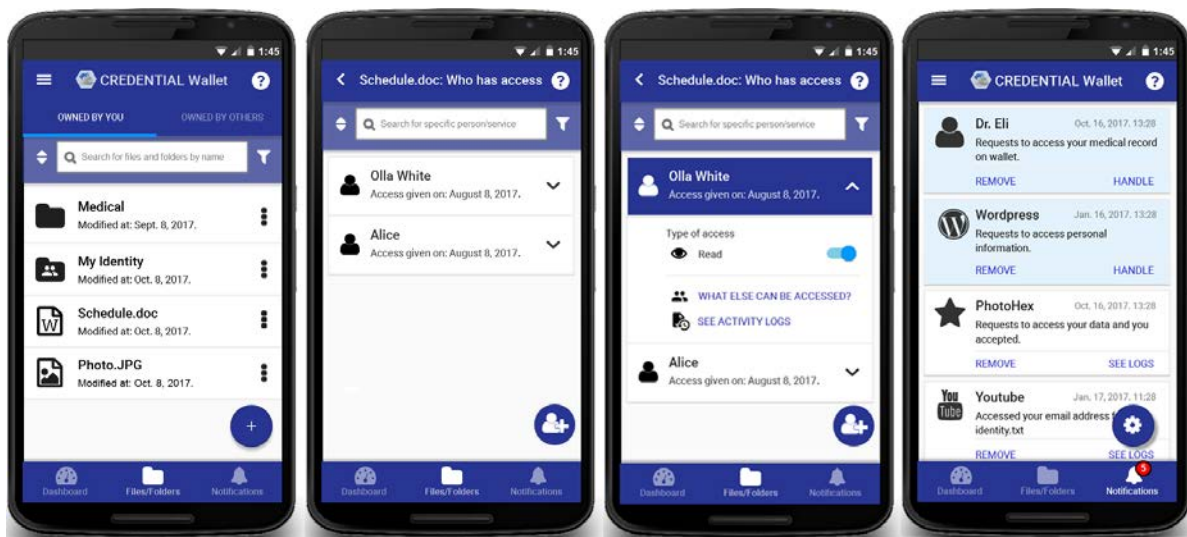 1:45
CREDENTIAL Wallet
?
OWNED BY YOU
OWNED BY OTHERS
Search for files and folders by name
Medical
Modified at: Sept. 8, 2017.
My Identity
Modified at: Oct. 8, 2017.
W
Schedule.doc
Modified at: Oct. 8, 2017.
Photo.JPG
Modified at: Oct. 8, 2017.
+
Dashboard
Files/Folders
Notifications
1:45
Schedule.doc: Who has access
?
Search for specific person/service
Olla White
Access given on: August 8, 2017.
Alice
Access given on: August 8, 2017.
Dashboard
Files/Folders
Notifications
1:45
Schedule.doc: Who has access
?
Search for specific person/service
Olla White
Access given on: August 8, 2017.
Type of access
Read
WHAT ELSE CAN BE ACCESSED?
SEE ACTIVITY LOGS
Alice
Access given on: August 8, 2017.
Dashboard
Files/Folders
Notifications
1:45
CREDENTIAL Wallet
?
Dr. Eli
Oct. 16, 2017. 13:28
Requests to access your medical record
on wallet.
REMOVE
HANDLE
W
Wordpress
Jan. 16, 2017. 13:28
Requests to access personal
information.
REMOVE
HANDLE
PhotoHex
Oct. 16, 2017. 13:28
Requests to access your data and you
accepted.
REMOVE
SEE LOGS
You
Tube
Youtube
Jan. 17, 2017. 11:28
Accessed your email address
identity.txt
REMOVE
SEE LOGS
5
Dashboard
Files/Folders
Notifications